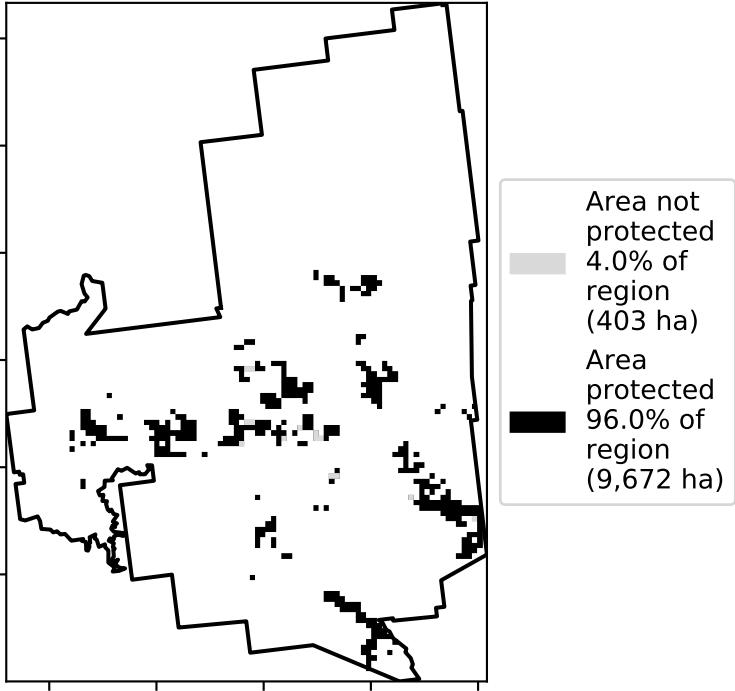 Area not
protected
4.0% of
region
(403 ha)
Area
protected
96.0% of
region
(9,672 ha)